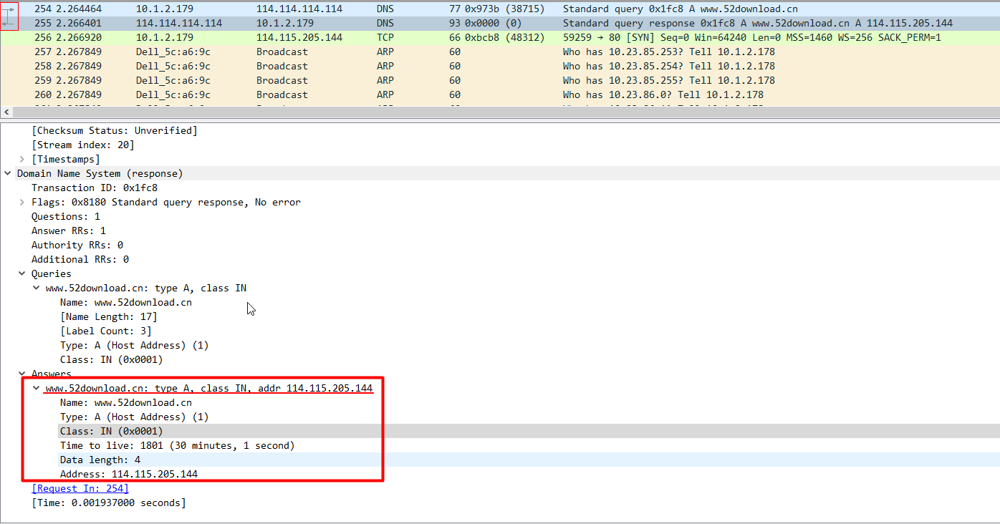 254 2.264464 10.1.2.179 114.114.114.114 DNS 77 0x973b (38715) Standard query 0x1fc8 A www.52download.cn
255 2.266401 114.114.114.114 10.1.2.179 DNS 93 0x0000 (0) Standard query response 0x1fc8 A www.52download.cn A 114.115.205.144
256 2.266920 10.1.2.179 114.115.205.144 TCP 66 0xbcb8 (48312) 59259 → 80 [SYN] Seq=0 Win=64240 Len=0 MSS=1460 WS=256 SACK_PERM=1
257 2.267849 Dell_5c:a6:9c Broadcast ARP 60 Who has 10.23.85.253? Tell 10.1.2.178
258 2.267849 Dell_5c:a6:9c Broadcast ARP 60 Who has 10.23.85.254? Tell 10.1.2.178
259 2.267849 Dell_5c:a6:9c Broadcast ARP 60 Who has 10.23.85.255? Tell 10.1.2.178
260 2.267849 Dell_5c:a6:9c Broadcast ARP 60 Who has 10.23.86.0? Tell 10.1.2.178
[Checksum Status: Unverified]
[Stream index: 20]
[Timestamps]
Domain Name System (response)
Transaction ID: 0x1fc8
Flags: 0x8180 Standard query response, No error
Questions: 1
Answer RRs: 1
Authority RRs: 0
Additional RRs: 0
Queries
www.52download.cn: type A, class IN
Name: www.52download.cn
[Name Length: 17]
[Label Count: 3]
Type: A (Host Address) (1)
Class: IN (0x0001)
Answers
www.52download.cn: type A, class IN, addr 114.115.205.144
Name: www.52download.cn
Type: A (Host Address) (1)
Class: IN (0x0001)
Time to live: 1801 (30 minutes, 1 second)
Data length: 4
Address: 114.115.205.144
[Request In: 254]
[Time: 0.001937000 seconds]